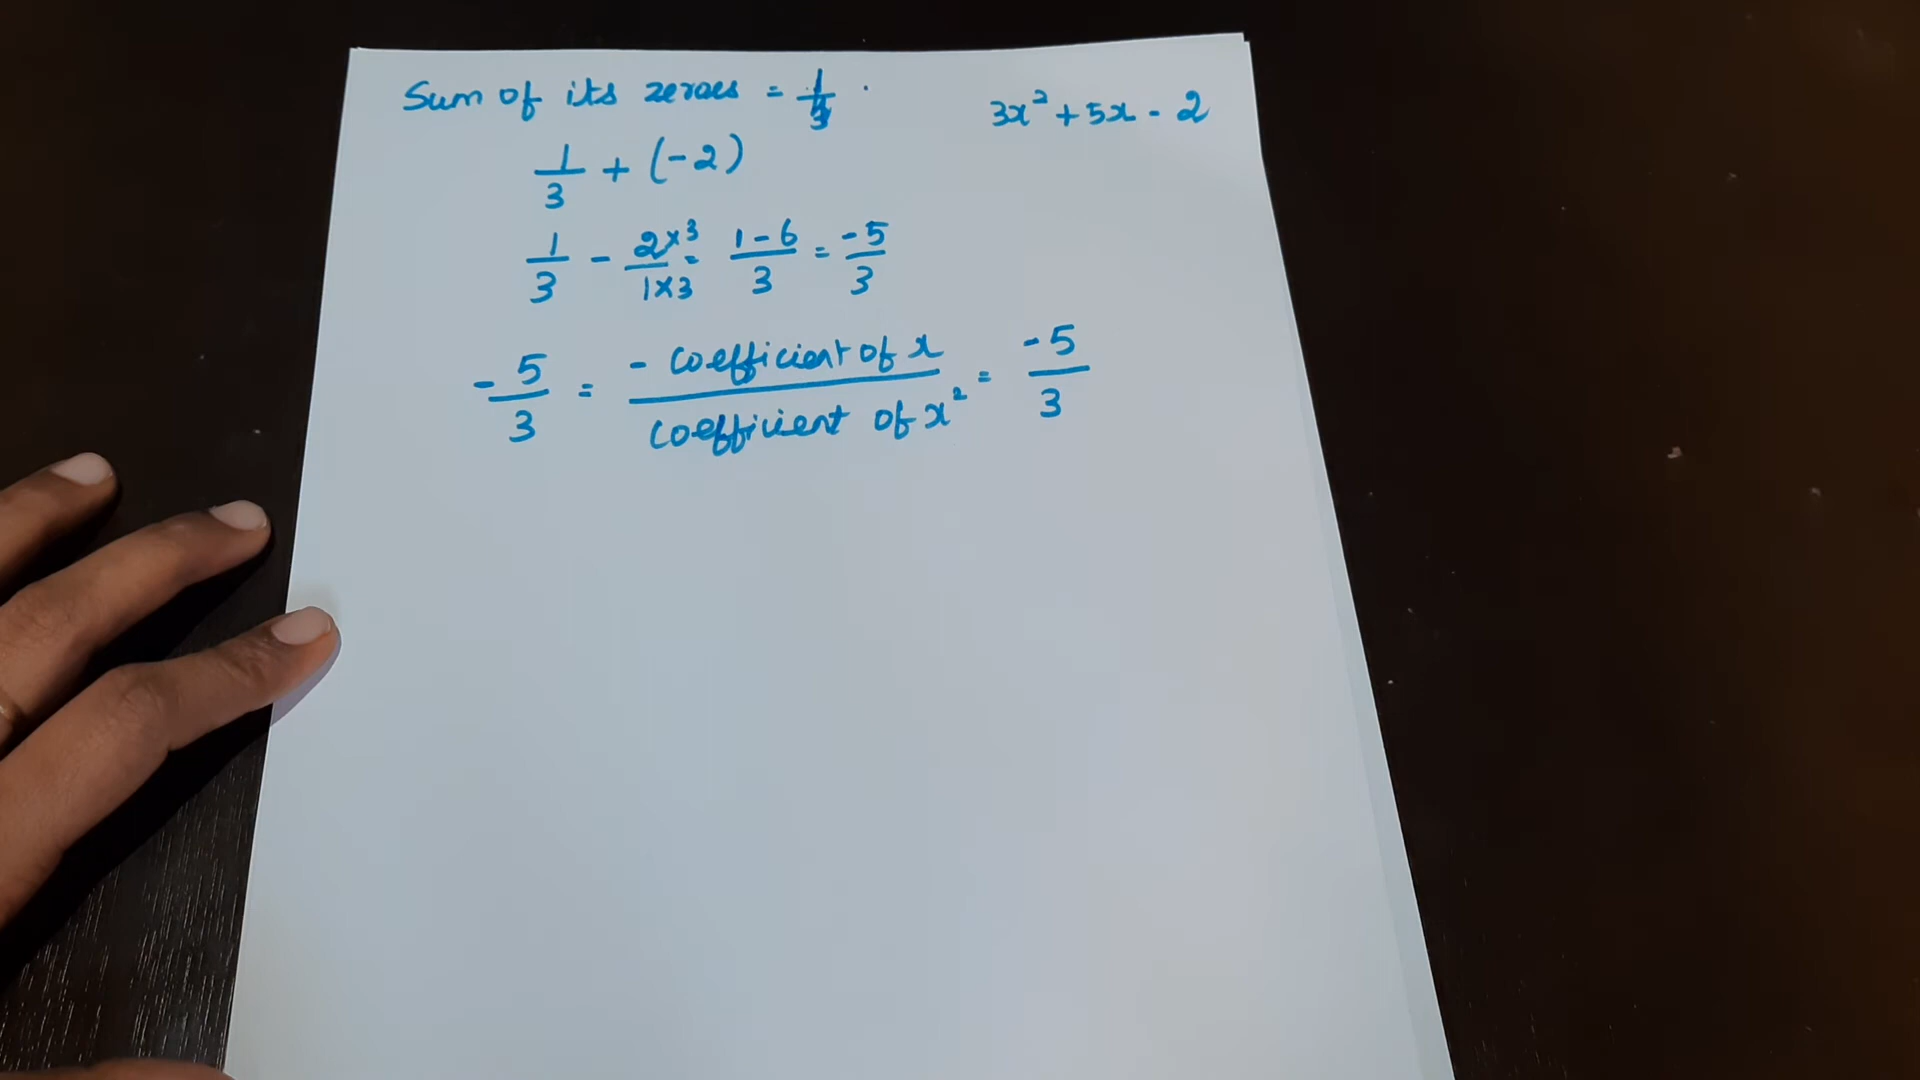 Sum of its zeroes = 1/3 .
3x² + 5x - 2
1/3 + (-2)
1/3 - 2×3/1×3 = 1-6/3 = -5/3
-5/3 = - coefficient of x/coefficient of x² = -5/3